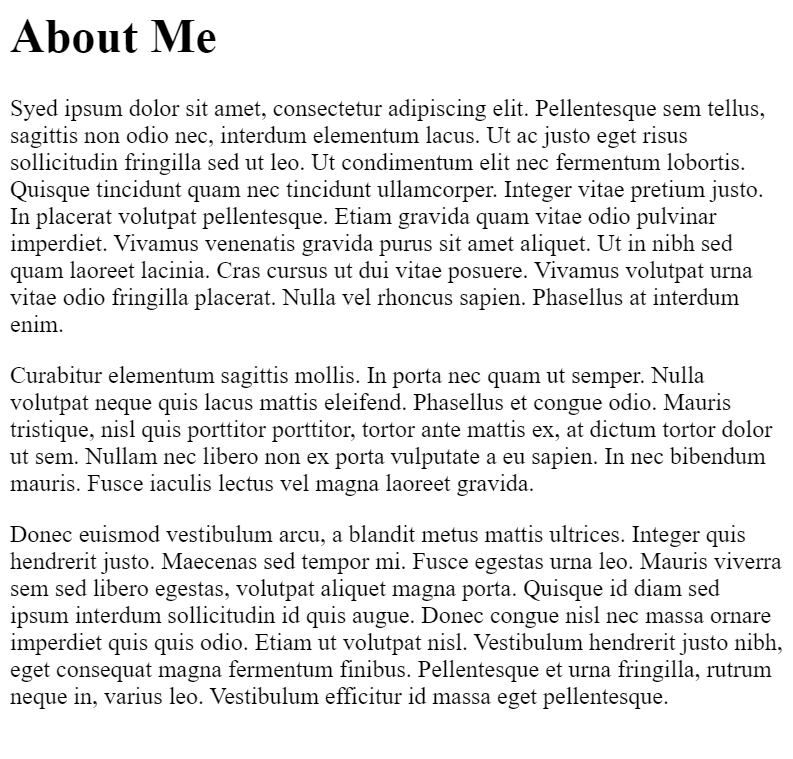 About Me
Syed ipsum dolor sit amet, consectetur adipiscing elit. Pellentesque sem tellus,
sagittis non odio nec, interdum elementum lacus. Ut ac justo eget risus
sollicitudin fringilla sed ut leo. Ut condimentum elit nec fermentum lobortis.
Quisque tincidunt quam nec tincidunt ullamcorper. Integer vitae pretium justo.
In placerat volutpat pellentesque. Etiam gravida quam vitae odio pulvinar
imperdiet. Vivamus venenatis gravida purus sit amet aliquet. Ut in nibh sed
quam laoreet lacinia. Cras cursus ut dui vitae posuere. Vivamus volutpat urna
vitae odio fringilla placerat. Nulla vel rhoncus sapien. Phasellus at interdum
enim.
Curabitur elementum sagittis mollis. In porta nec quam ut semper. Nulla
volutpat neque quis lacus mattis eleifend. Phasellus et congue odio. Mauris
tristique, nisl quis porttitor porttitor, tortor ante mattis ex, at dictum tortor dolor
ut sem. Nullam nec libero non ex porta vulputate a eu sapien. In nec bibendum
mauris. Fusce iaculis lectus vel magna laoreet gravida.
Donec euismod vestibulum arcu, a blandit metus mattis ultrices. Integer quis
hendrerit justo. Maecenas sed tempor mi. Fusce egestas urna leo. Mauris viverra
sem sed libero egestas, volutpat aliquet magna porta. Quisque id diam sed
ipsum interdum sollicitudin id quis augue. Donec congue nisl nec massa ornare
imperdiet quis quis odio. Etiam ut volutpat nisl. Vestibulum hendrerit justo nibh,
eget consequat magna fermentum finibus. Pellentesque et urna fringilla, rutrum
neque in, varius leo. Vestibulum efficitur id massa eget pellentesque.